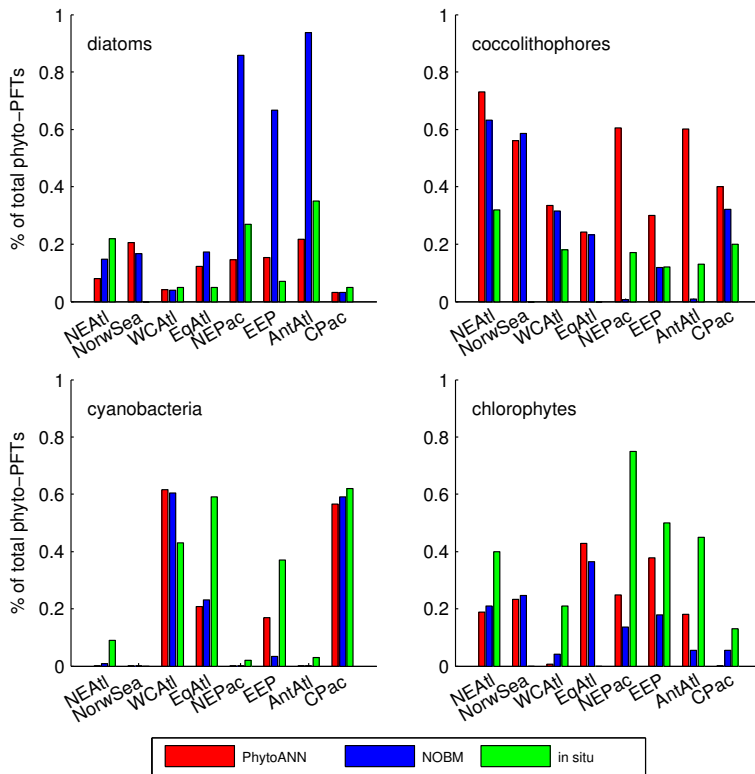 1
diatoms
0.8
0.6
0.4
0.2
0
% of total phyto−PFTs
NEAtl
NorwSea
WCAtl
EqAtl
NEPac
EEP
AntAtl
CPac
1
coccolithophores
0.8
0.6
0.4
0.2
0
NEAtl
NorwSea
WCAtl
EqAtl
NEPac
EEP
AntAtl
CPac
1
cyanobacteria
0.8
0.6
0.4
0.2
0
% of total phyto−PFTs
NEAtl
NorwSea
WCAtl
EqAtl
NEPac
EEP
AntAtl
CPac
1
chlorophytes
0.8
0.6
0.4
0.2
0
NEAtl
NorwSea
WCAtl
EqAtl
NEPac
EEP
AntAtl
CPac
PhytoANN
NOBM
in situ